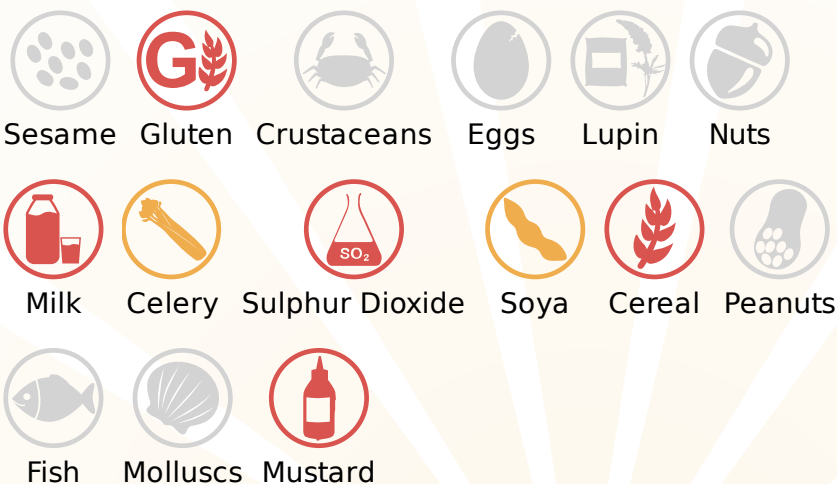 G
Sesame Gluten Crustaceans Eggs Lupin Nuts
SO₂
Milk Celery Sulphur Dioxide Soya Cereal Peanuts
Fish Molluscs Mustard